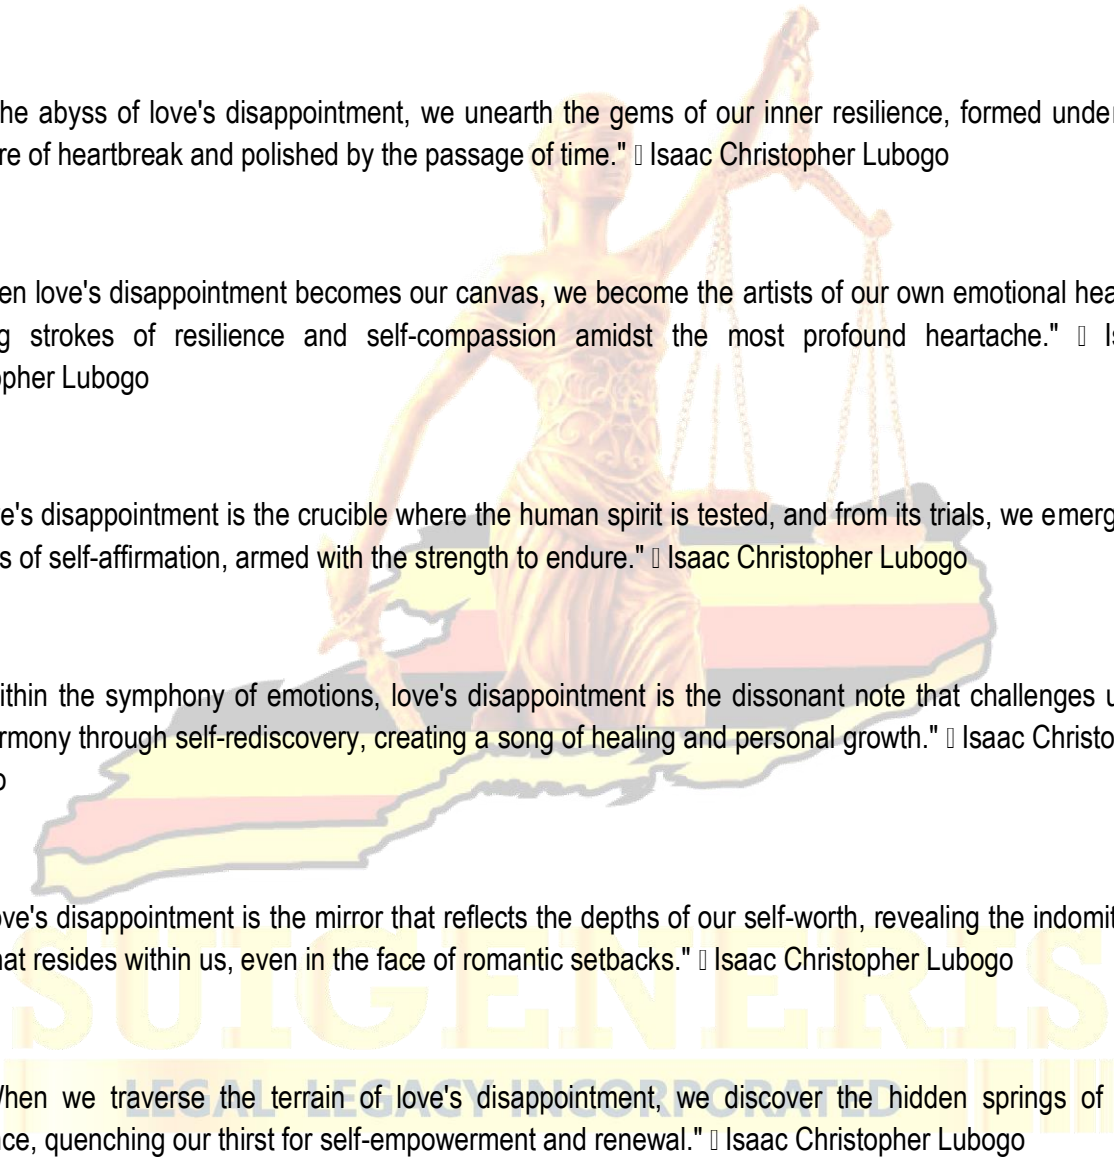 he abyss of love's disappointment, we unearth the gems of our inner resilience, formed under
re of heartbreak and polished by the passage of time." ▯ Isaac Christopher Lubogo
en love's disappointment becomes our canvas, we become the artists of our own emotional hea
g strokes of resilience and self-compassion amidst the most profound heartache." ▯ Is
opher Lubogo
e's disappointment is the crucible where the human spirit is tested, and from its trials, we emerg
s of self-affirmation, armed with the strength to endure." ▯ Isaac Christopher Lubogo
ithin the symphony of emotions, love's disappointment is the dissonant note that challenges u
rmony through self-rediscovery, creating a song of healing and personal growth." ▯ Isaac Christo
o
ove's disappointment is the mirror that reflects the depths of our self-worth, revealing the indomit
hat resides within us, even in the face of romantic setbacks." ▯ Isaac Christopher Lubogo
SUIGENERIS
When we traverse the terrain of love's disappointment, we discover the hidden springs of
LEGAL LEGACY INCORPORATED
nce, quenching our thirst for self-empowerment and renewal." ▯ Isaac Christopher Lubogo